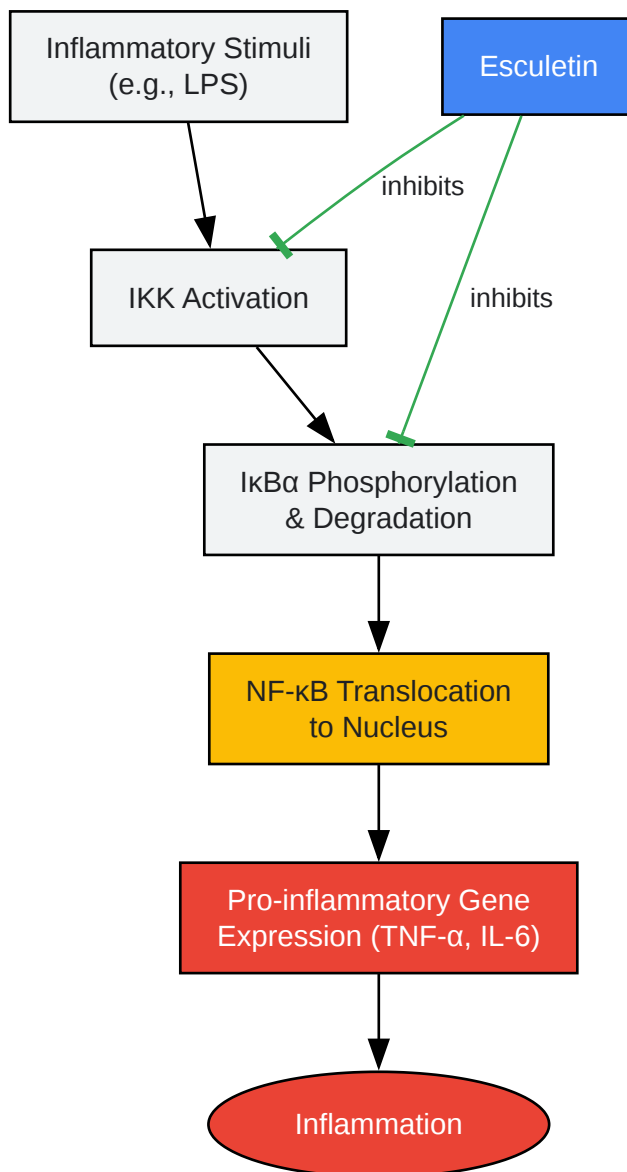 Inflammatory Stimuli
(e.g., LPS)
Esculetin
inhibits
IKK Activation
inhibits
IκBα Phosphorylation
& Degradation
NF-κB Translocation
to Nucleus
Pro-inflammatory Gene
Expression (TNF-α, IL-6)
Inflammation